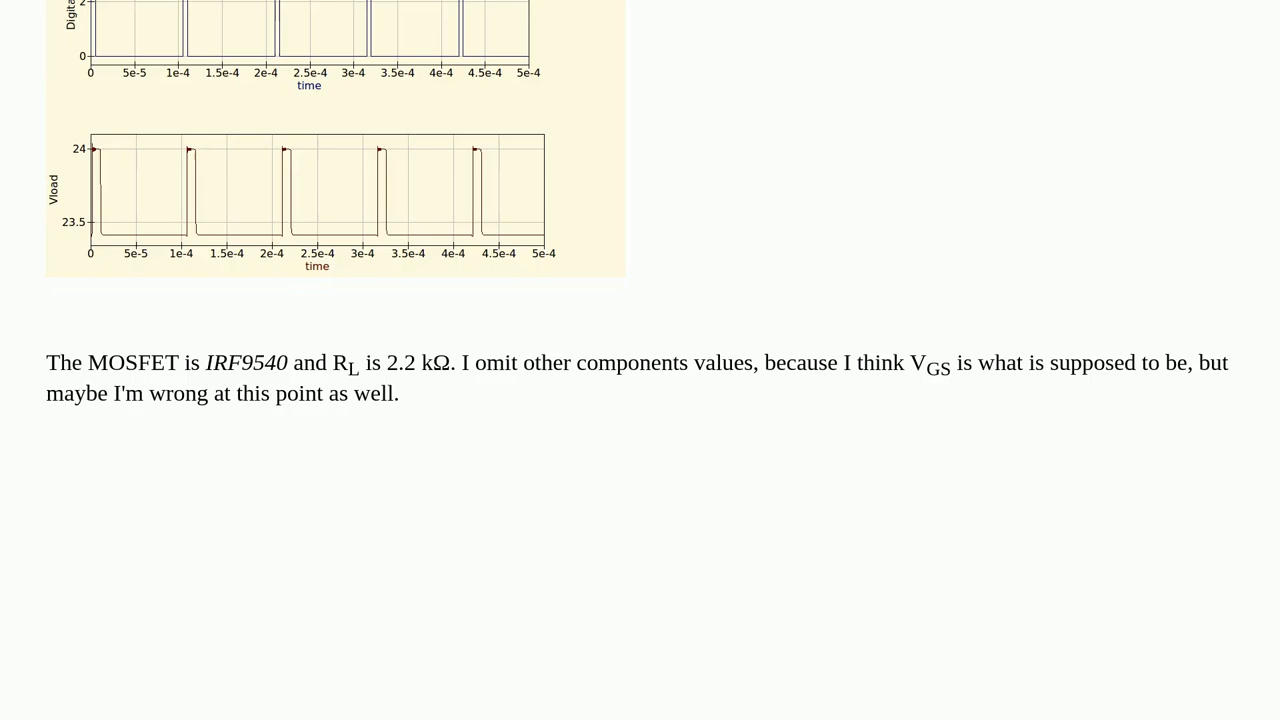 Digita
2
0
0 5e-5 1e-4 1.5e-4 2e-4 2.5e-4 3e-4 3.5e-4 4e-4 4.5e-4 5e-4
time
Vload
24
23.5
0 5e-5 1e-4 1.5e-4 2e-4 2.5e-4 3e-4 3.5e-4 4e-4 4.5e-4 5e-4
time
The MOSFET is IRF9540 and RL is 2.2 kΩ. I omit other components values, because I think VGS is what is supposed to be, but
maybe I'm wrong at this point as well.